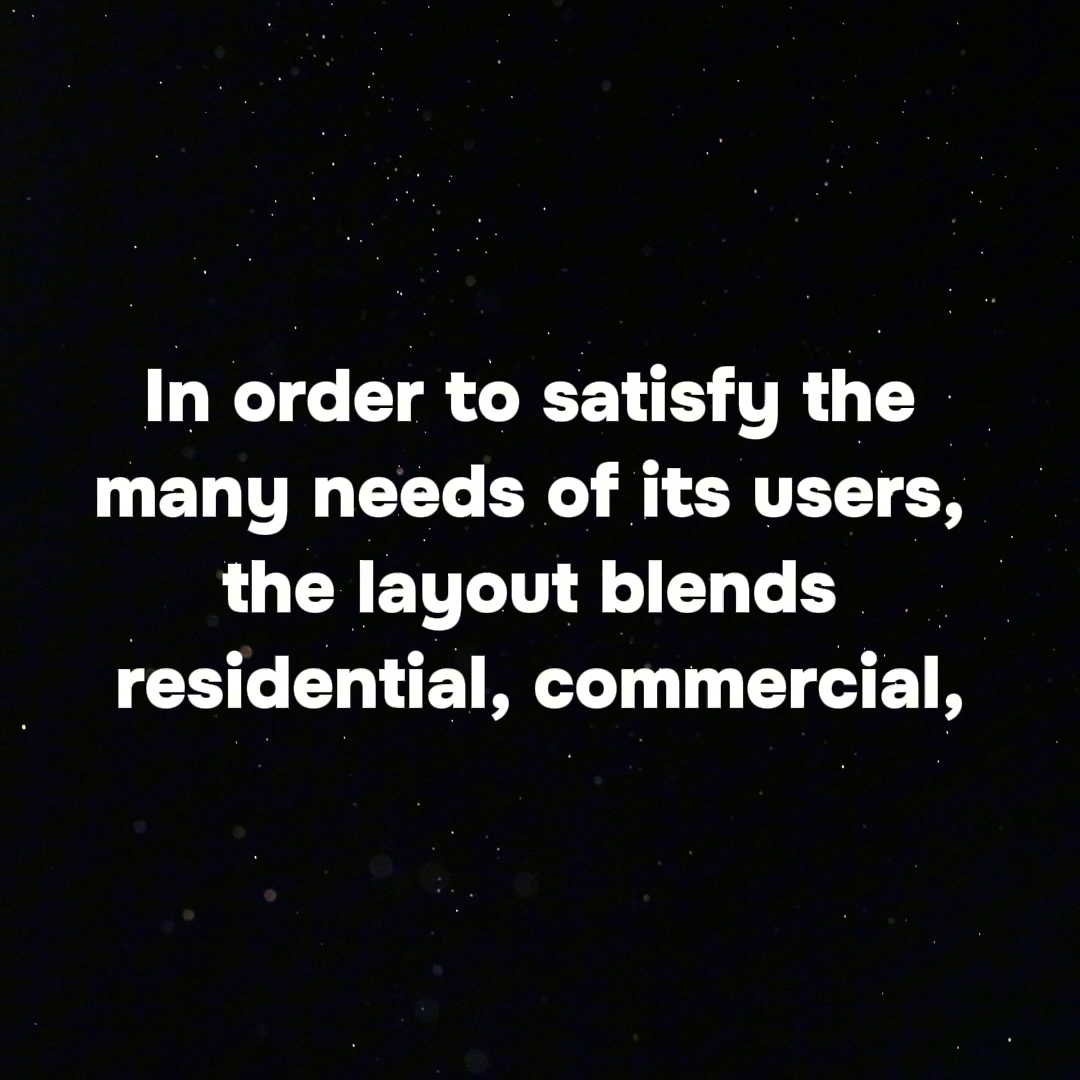 In order to satisfy the
many needs of its users,
the layout blends
residential, commercial,